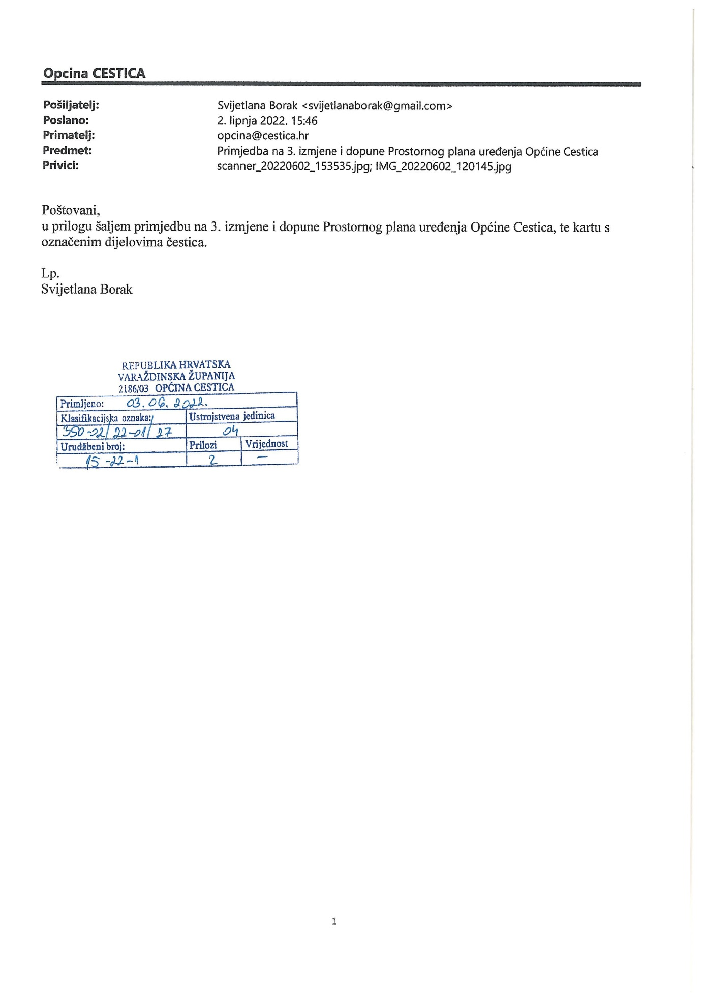 Opcina CESTICA
Pošiljatelj: Svijetlana Borak <svijetlanaborak@gmail.com>
Poslano: 2. lipnja 2022. 15:46
Primatelj: opcina@cestica.hr
Predmet: Primjedba na 3. izmjene i dopune Prostornog plana uređenja Općine Cestica
Privici: scanner_20220602_153535.jpg; IMG_20220602_120145.jpg
Poštovani,
u prilogu šaljem primjedbu na 3. izmjene i dopune Prostornog plana uređenja Općine Cestica, te kartu s
označenim dijelovima čestica.
Lp.
Svijetlana Borak
REPUBLIKA HRVATSKA
VARAŽDINSKA ŽUPANIJA
2186/03 OPĆINA CESTICA
Primljeno: 03.06.2022.
Klasifikacijska oznaka: Ustrojstvena jedinica
350-02/22-01/27 04
Urudžbeni broj: Prilozi Vrijednost
15-22-1 2 —
1